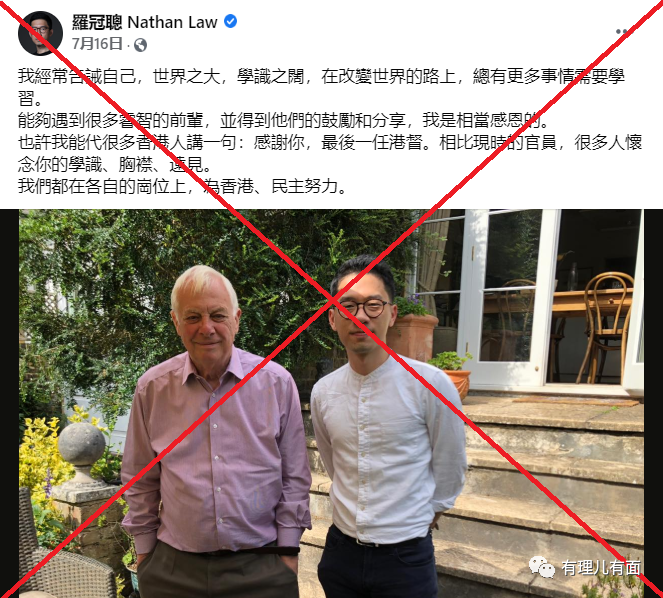 羅冠聰 Nathan Law
7月16日
我經常告誡自己，世界之大，學識之闊，在改變世界的路上，總有更多事情需要學
習。
能夠遇到很多睿智的前輩，並得到他們的鼓勵和分享，我是相當感恩的。
也許我能代很多香港人講一句：感謝你，最後一任港督。相比現時的官員，很多人懷
念你的學識、胸襟、遠見。
我們都在各自的崗位上，為香港、民主努力。
有理儿有面